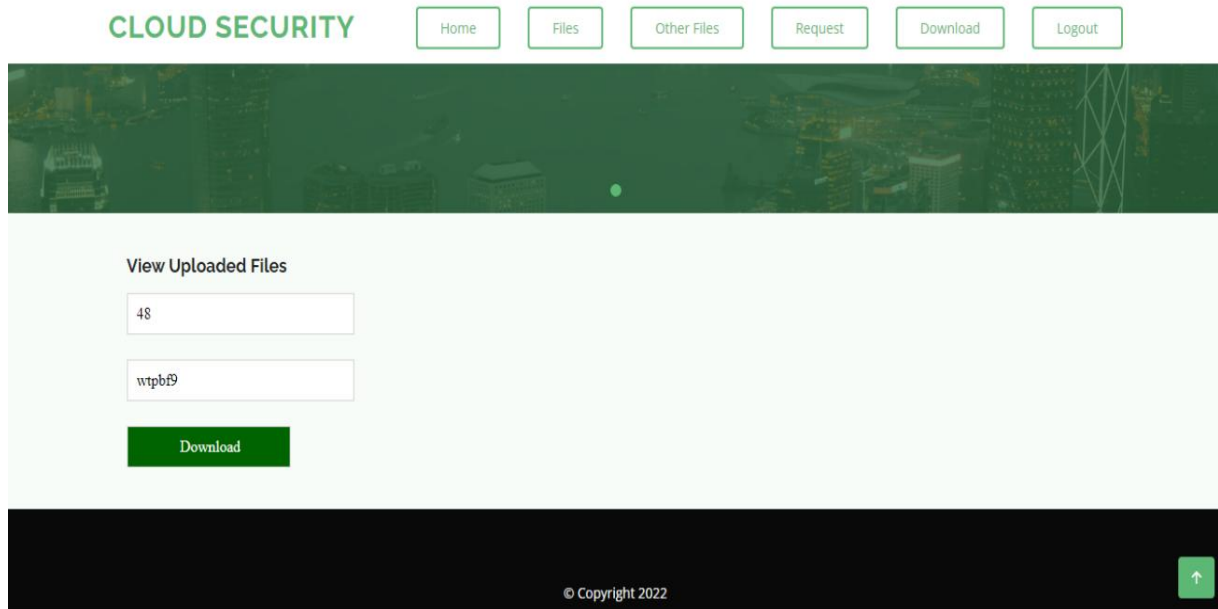 CLOUD SECURITY Home Files Other Files Request Download Logout
View Uploaded Files
48
wtpbf9
Download
© Copyright 2022